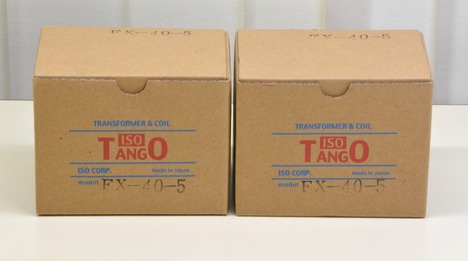 FX-40-5
TRANSFORMER & COIL
ISO
TANGO
ISO CORP. Made in Japan
model: FX-40-5
FX-40-5
TRANSFORMER & COIL
ISO
TANGO
ISO CORP. Made in Japan
model: FX-40-5